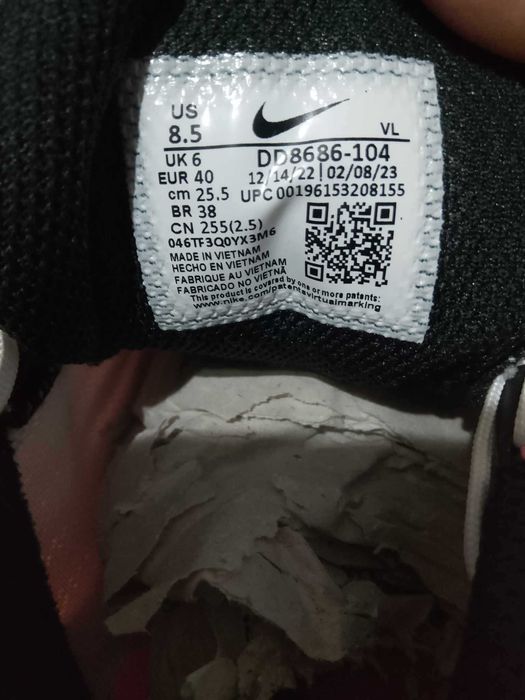 US
8.5
VL
UK 6
DD8686-104
EUR 40
12/14/22 | 02/08/23
cm 25.5
UPC 00196153208155
BR 38
CN 255(2.5)
046TF3Q0YX3M6
MADE IN VIETNAM
HECHO EN VIETNAM
FABRIQUE AU VIETNAM
FABRICADO NO VIETNÃ
This product is covered by one or more patents:
www.nike.com/patentsvirtualmarking